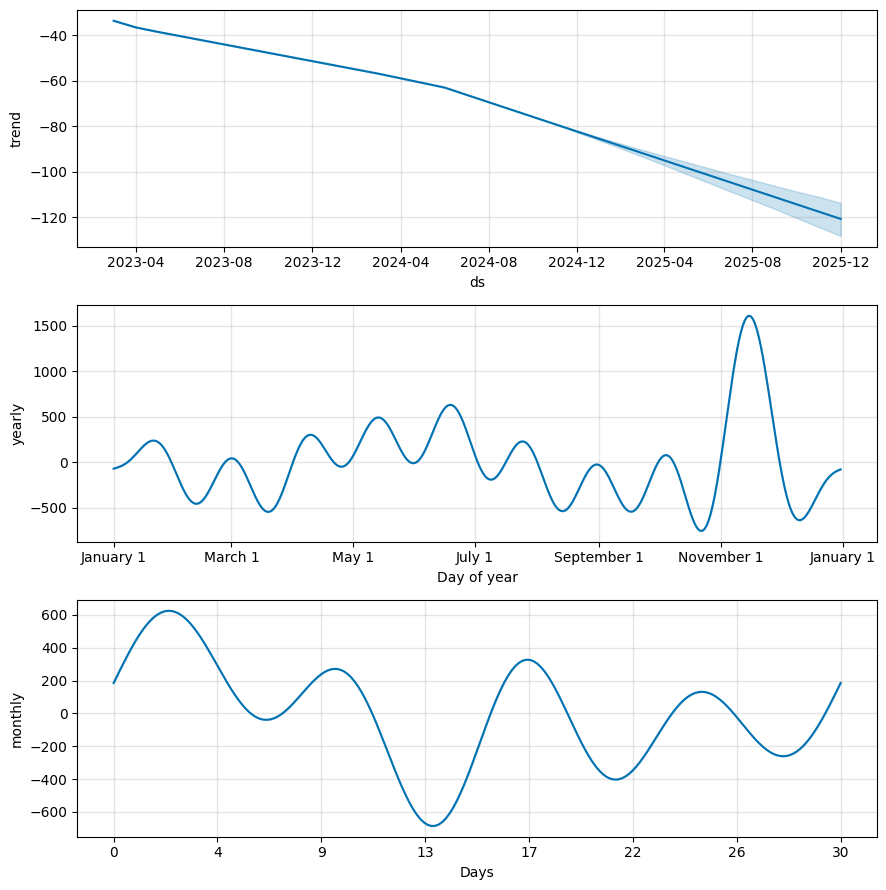 −40
−60
−80
−100
−120
trend
2023-04 2023-08 2023-12 2024-04 2024-08 2024-12 2025-04 2025-08 2025-12
ds
1500
1000
500
0
−500
yearly
January 1 March 1 May 1 July 1 September 1 November 1 January 1
Day of year
600
400
200
0
−200
−400
−600
monthly
0 4 9 13 17 22 26 30
Days